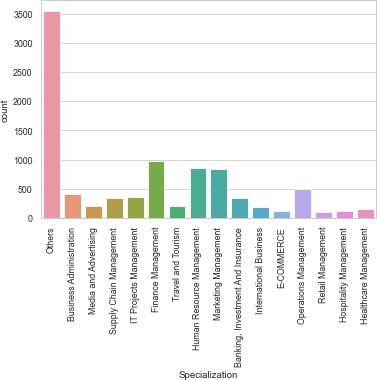 3500
3000
2500
2000
1500
1000
500
0
count
Others
Business Administration
Media and Advertising
Supply Chain Management
IT Projects Management
Finance Management
Travel and Tourism
Human Resource Management
Marketing Management
Banking, Investment And Insurance
International Business
E-COMMERCE
Operations Management
Retail Management
Hospitality Management
Healthcare Management
Specialization